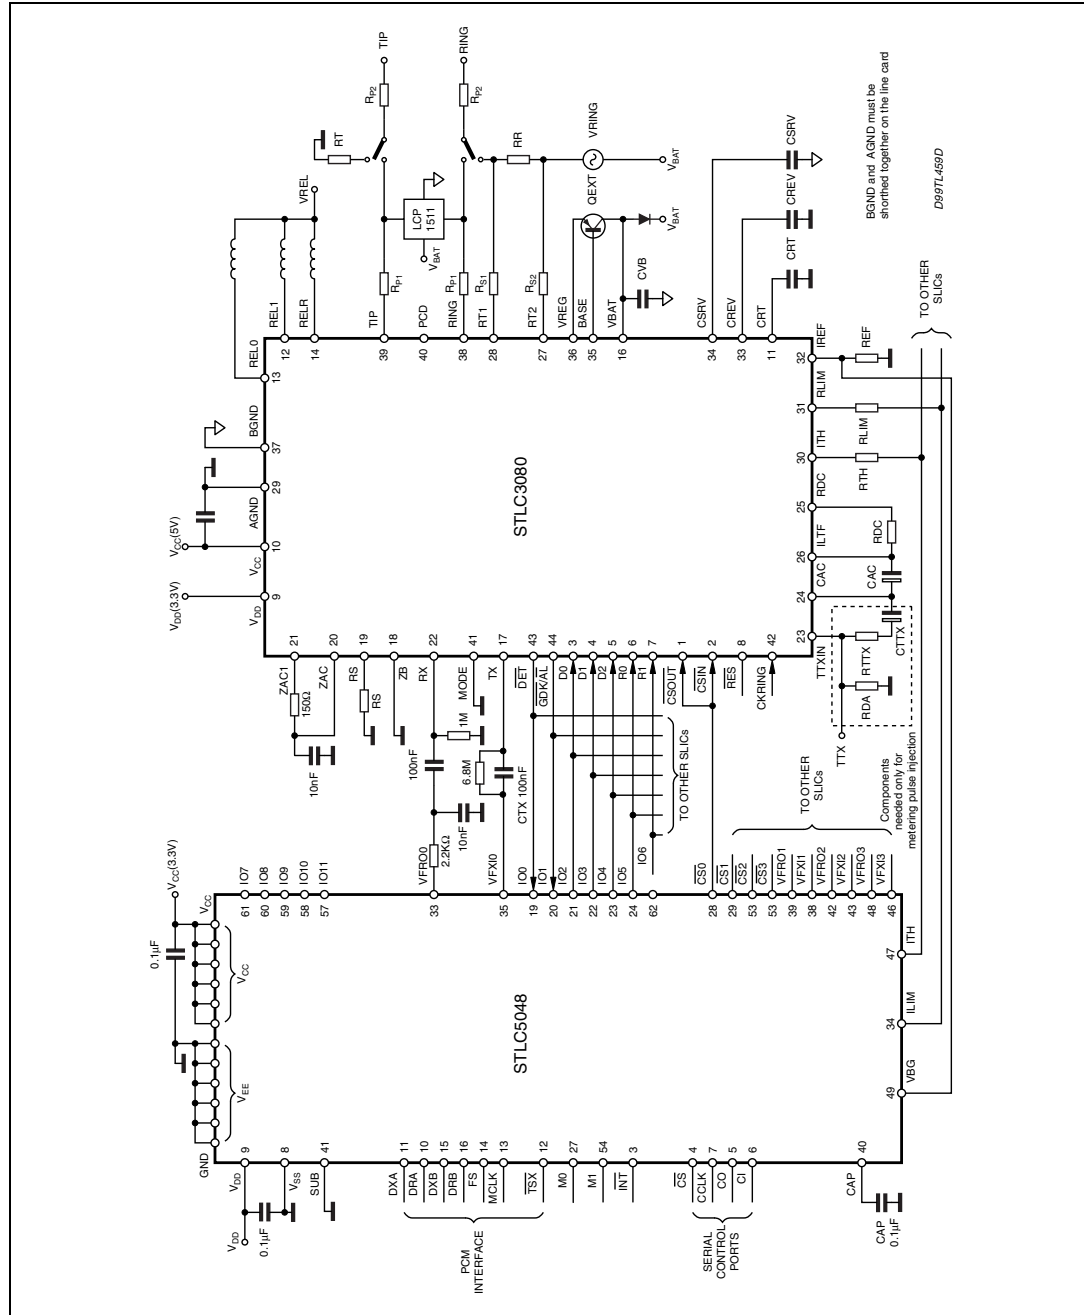 TIP
RING
RP2
RP2
RT
VREL
LCP
1511
VBAT
RR
VRING
VBAT
QEXT
VBAT
CVB
CSRV
CREV
CRT
BGND and AGND must be
shorthed together on the line card
D99TL459D
RP1
RP1
RS1
RS2
REL1
RELR
TIP
PCD
RING
RT1
RT2
VREG
BASE
VBAT
CSRV
CREV
CRT
12
14
39
40
38
28
27
36
35
16
34
33
11
REL0
13
BGND
37
29
AGND
VCC(5V)
10
VCC
VDD(3.3V)
9
VDD
STLC3080
IREF
32
REF
RLIM
31
RLIM
ITH
30
RTH
RDC
25
RDC
ILTF
26
CAC
CAC
24
23
TTXIN
CTTX
RTTX
RDA
TTX
TO OTHER
SLICs
21
20
19
18
22
41
17
43
44
3
4
5
6
7
1
2
8
42
ZAC1
ZAC
RS
ZB
RX
MODE
TX
DET
GDK/AL
D0
D1
D2
R0
R1
CSOUT
CSIN
RES
CKRING
150Ω
10nF
RS
100nF
1M
6.8M
CTX 100nF
10nF
2.2KΩ
TO OTHER SLICs
TO OTHER
SLICs
Components
needed only for
metering pulse injection
VCC(3.3V)
0.1µF
VCC
IO7
IO8
IO9
IO10
IO11
VFRO0
VFXI0
IO0
IO1
IO2
IO3
IO4
IO5
IO6
CS0
CS1
CS2
CS3
VFRO1
VFXI1
VFRO2
VFXI2
VFRO3
VFXI3
61
60
59
58
57
33
35
19
20
21
22
23
24
62
28
29
53
53
39
38
42
43
48
46
VCC
VEE
GND
STLC5048
47
ITH
34
ILIM
49
VBG
9
8
41
11
10
15
16
14
13
12
27
54
3
4
7
5
6
40
VDD
VSS
SUB
DXA
DRA
DXB
DRB
FS
MCLK
TSX
M0
M1
INT
CS
CCLK
CO
CI
CAP
VDD
0.1µF
PCM
INTERFACE
SERIAL
CONTROL
PORTS
CAP
0.1µF